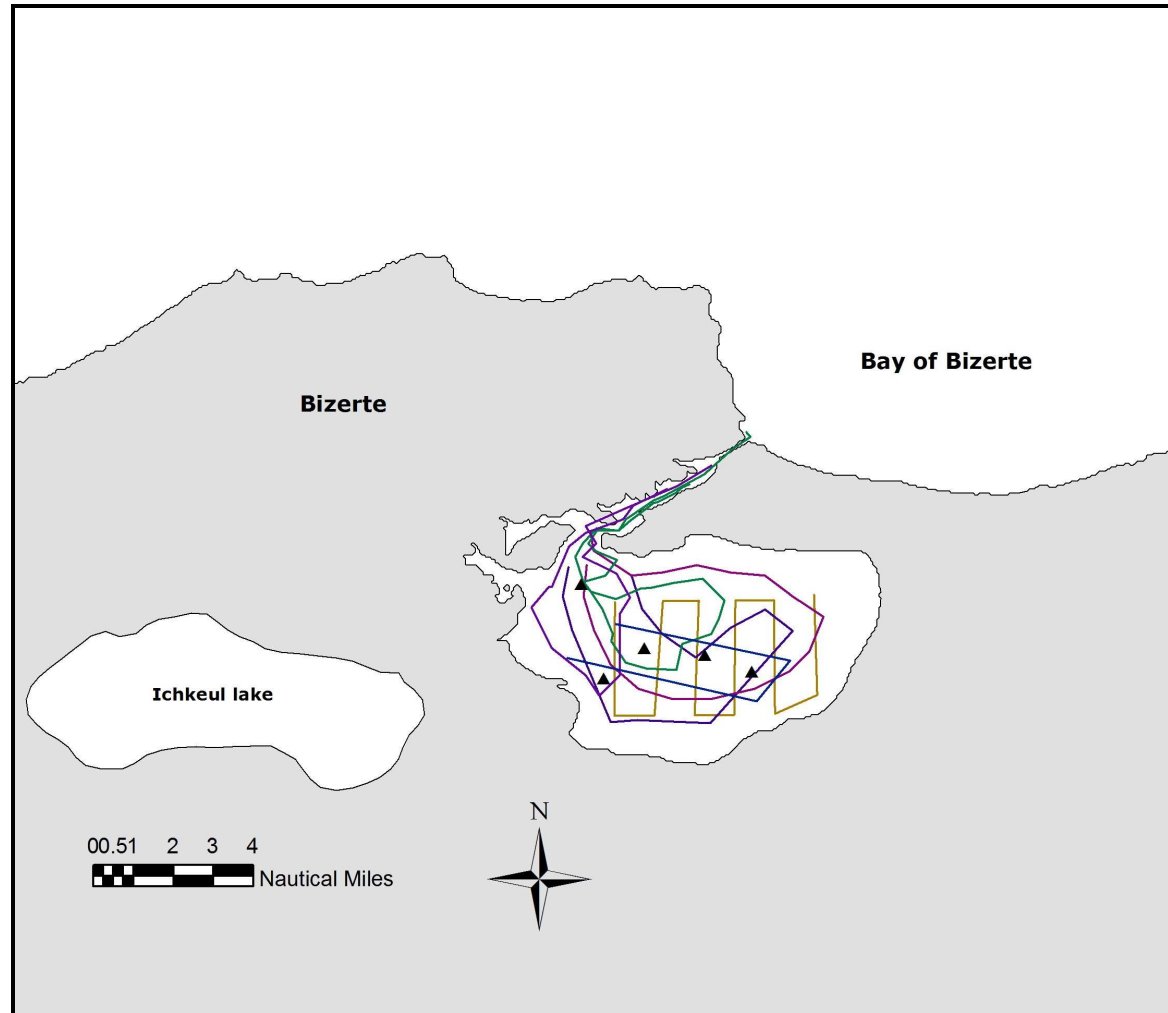 Bay of Bizerte
Bizerte
Ichkeul lake
N
00.51 2 3 4
Nautical Miles